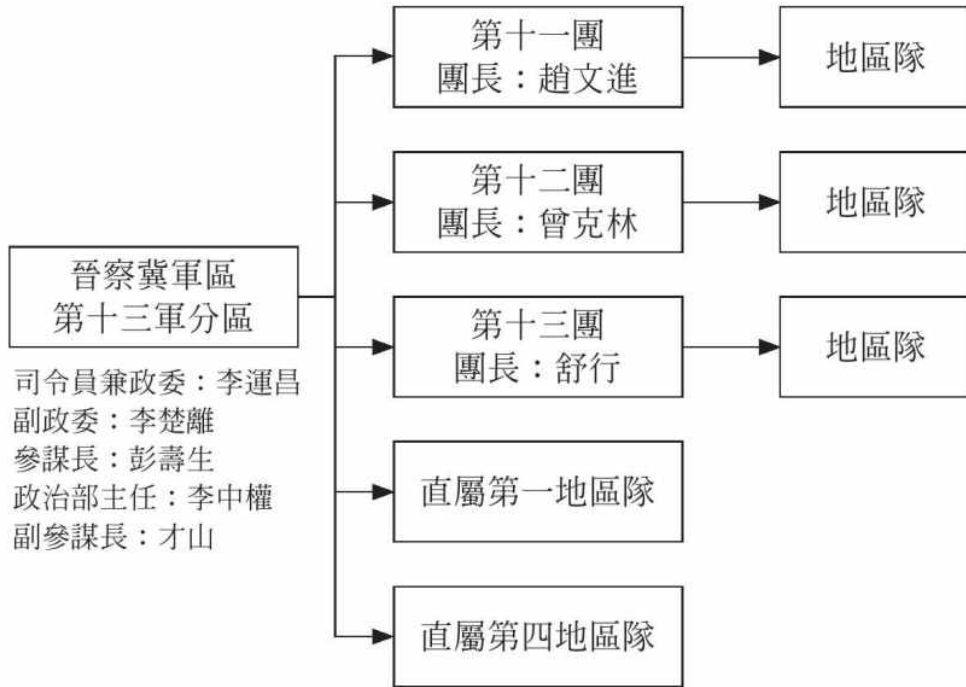 第十一團
團長：趙文進
地區隊
第十二團
團長：曾克林
地區隊
晉察冀軍區
第十三軍分區
第十三團
團長：舒行
地區隊
司令員兼政委：李運昌
副政委：李楚離
參謀長：彭壽生
政治部主任：李中權
副參謀長：才山
直屬第一地區隊
直屬第四地區隊